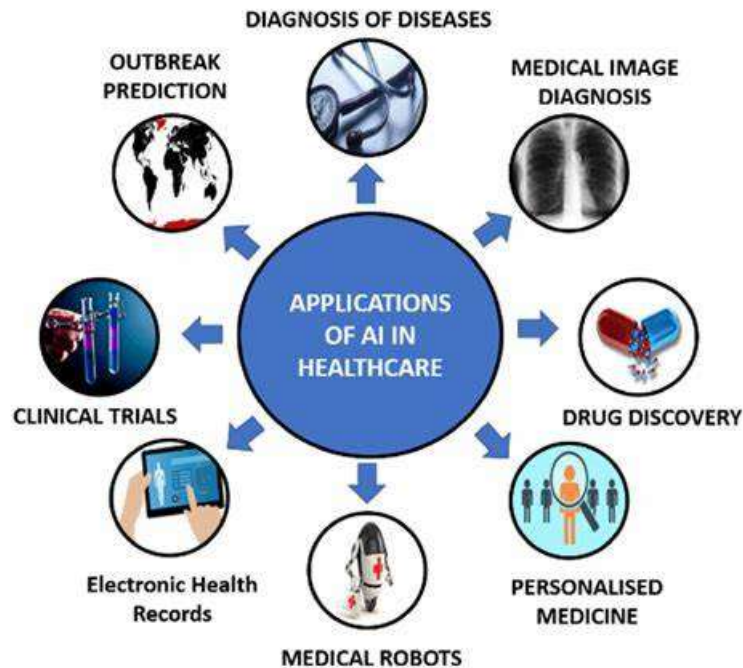 DIAGNOSIS OF DISEASES
OUTBREAK
PREDICTION
MEDICAL IMAGE
DIAGNOSIS
APPLICATIONS
OF AI IN
HEALTHCARE
CLINICAL TRIALS
DRUG DISCOVERY
Electronic Health
Records
PERSONALISED
MEDICINE
MEDICAL ROBOTS